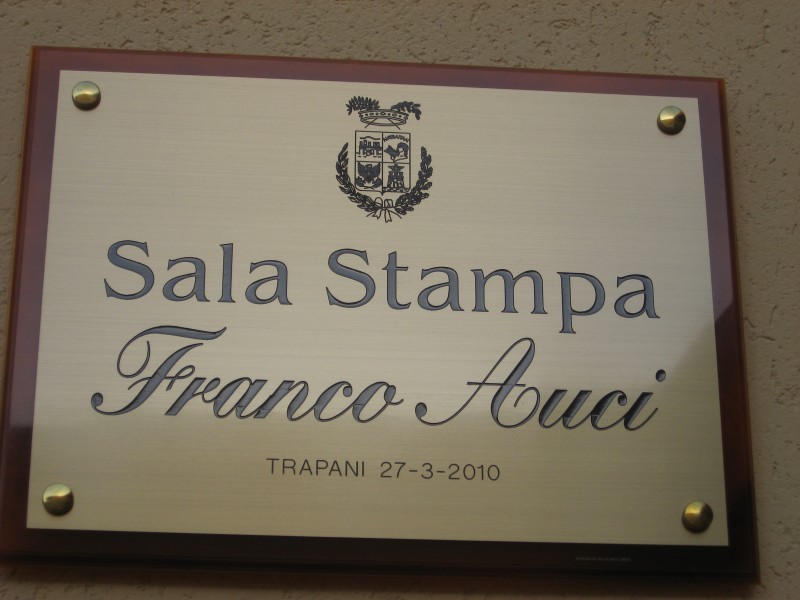 Sala Stampa
Franco Auci
TRAPANI 27-3-2010